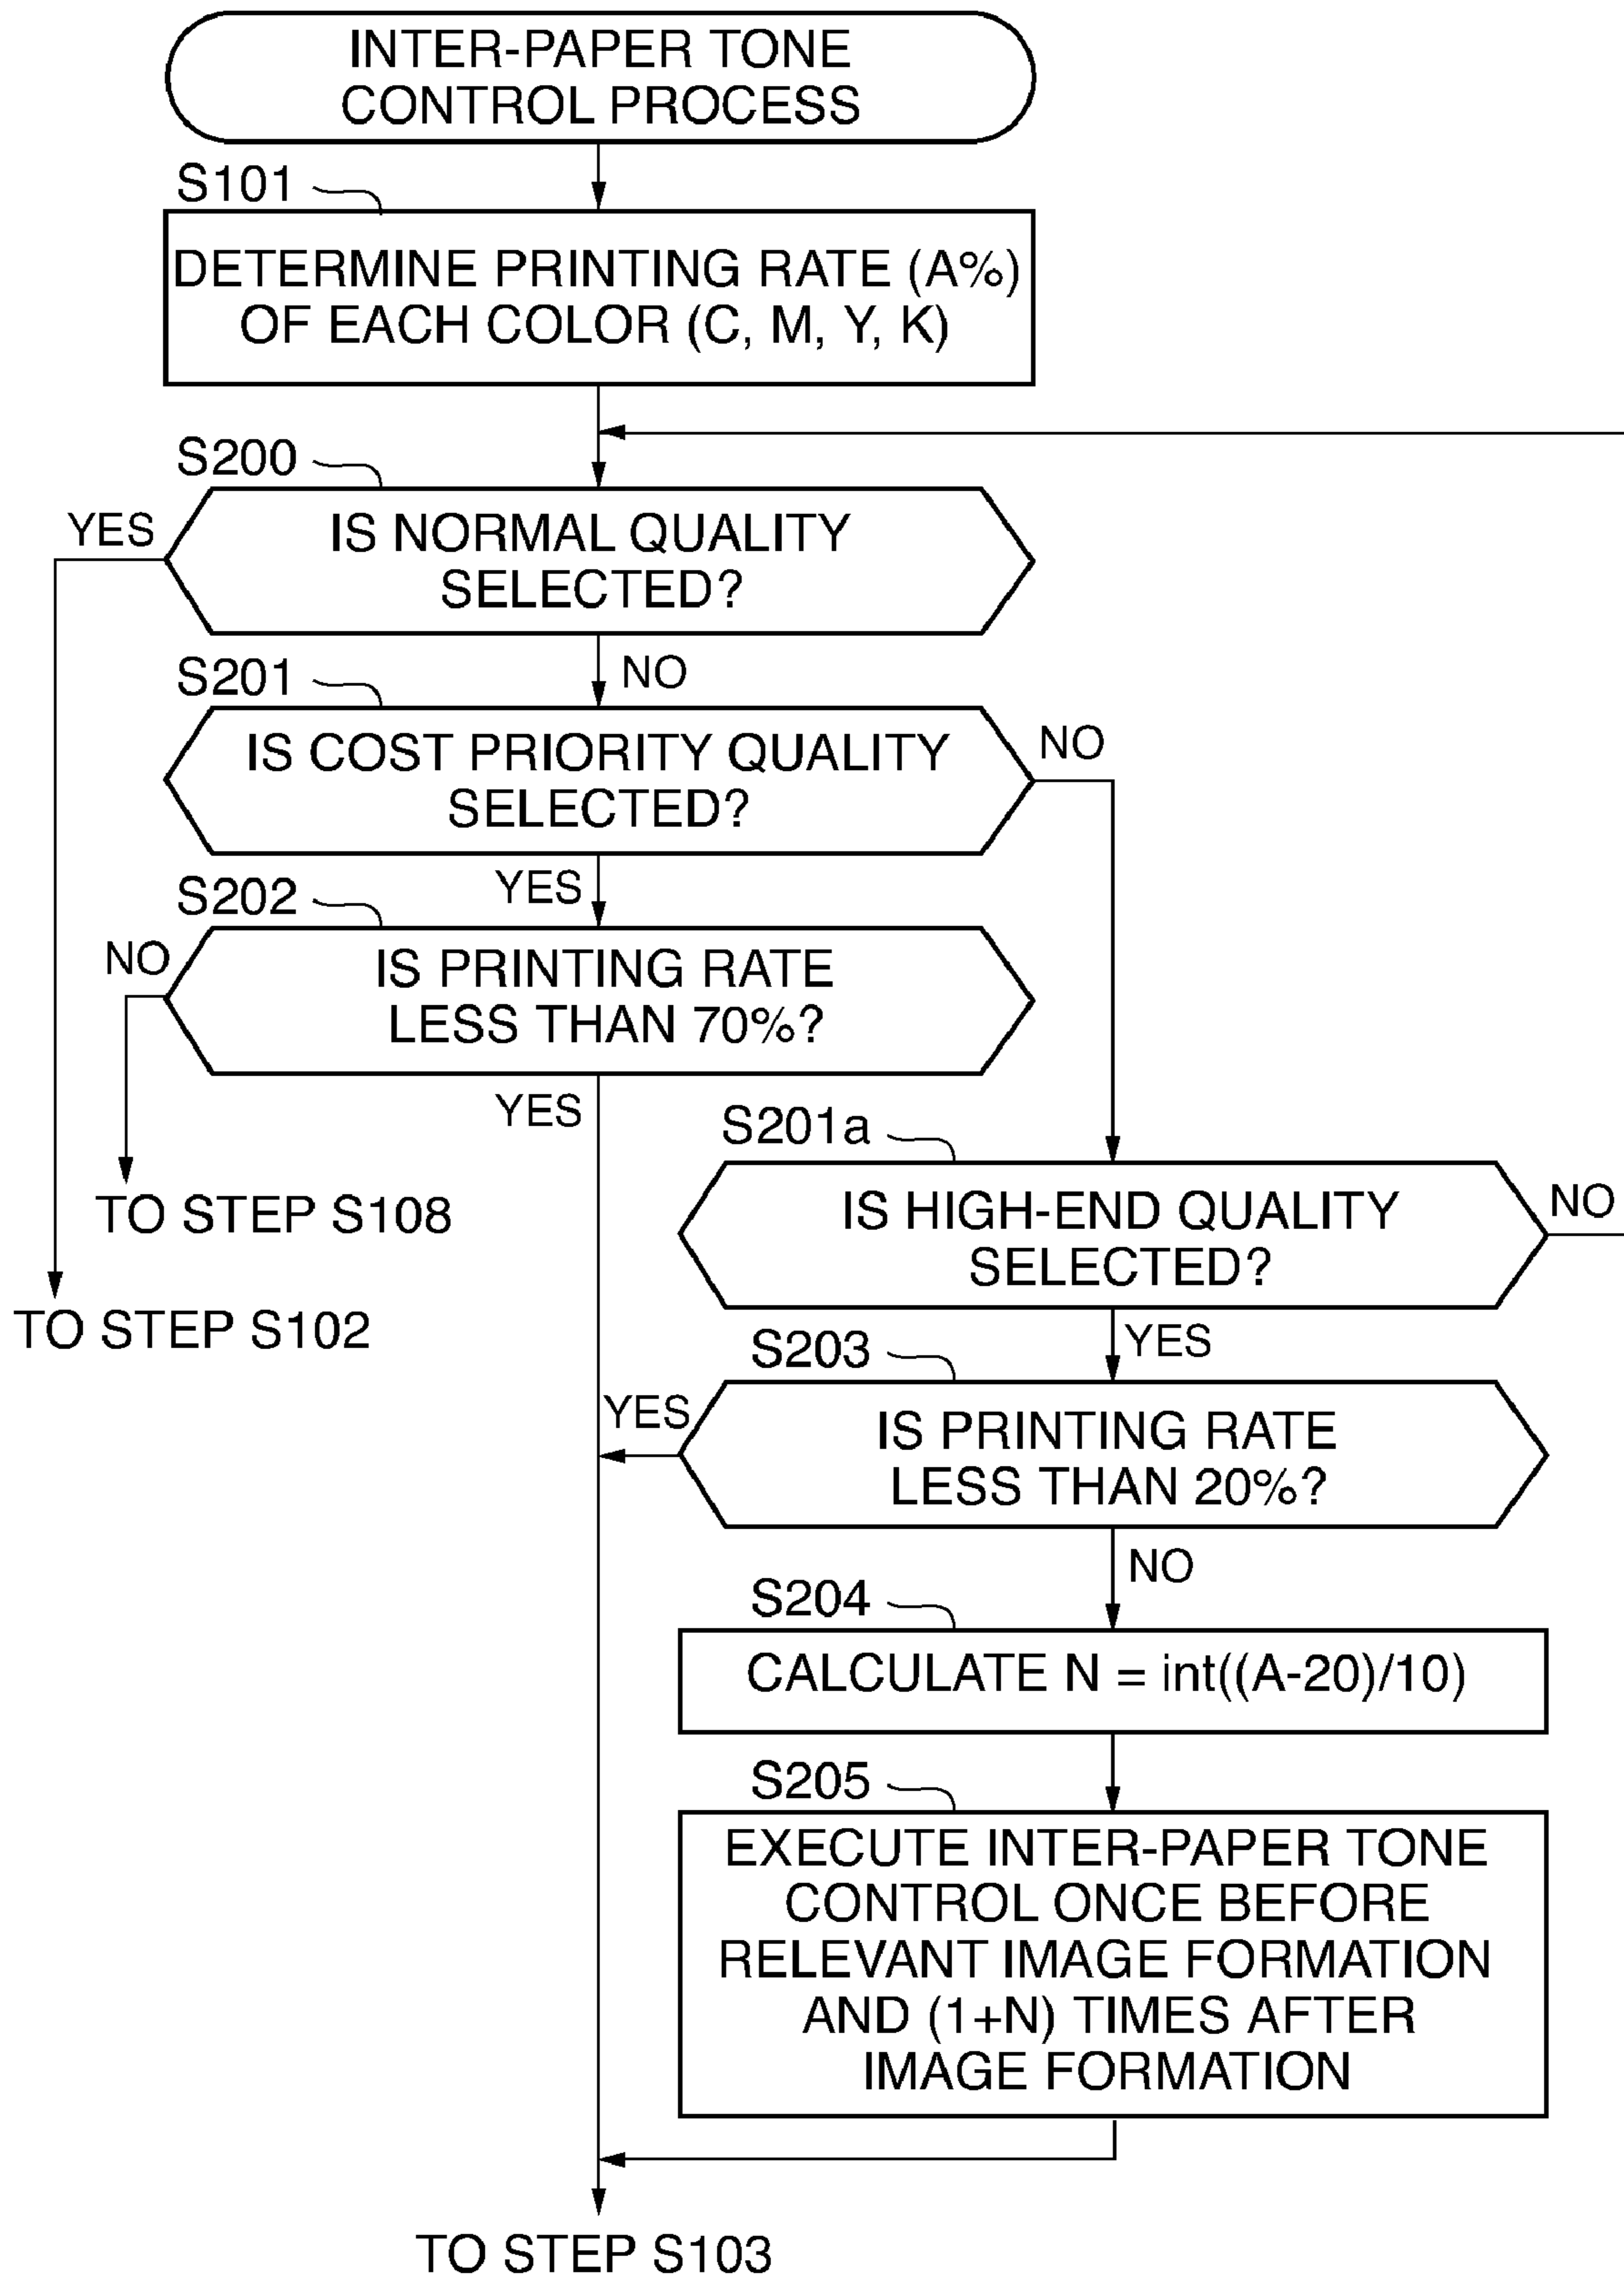 INTER-PAPER TONE
CONTROL PROCESS
S101
DETERMINE PRINTING RATE (A%)
OF EACH COLOR (C, M, Y, K)
S200
YES
IS NORMAL QUALITY
SELECTED?
NO
S201
IS COST PRIORITY QUALITY
SELECTED?
NO
YES
S202
NO
IS PRINTING RATE
LESS THAN 70%?
YES
TO STEP S108
TO STEP S102
S201a
IS HIGH-END QUALITY
SELECTED?
NO
YES
S203
YES
IS PRINTING RATE
LESS THAN 20%?
NO
S204
CALCULATE N = int((A-20)/10)
S205
EXECUTE INTER-PAPER TONE
CONTROL ONCE BEFORE
RELEVANT IMAGE FORMATION
AND (1+N) TIMES AFTER
IMAGE FORMATION
TO STEP S103